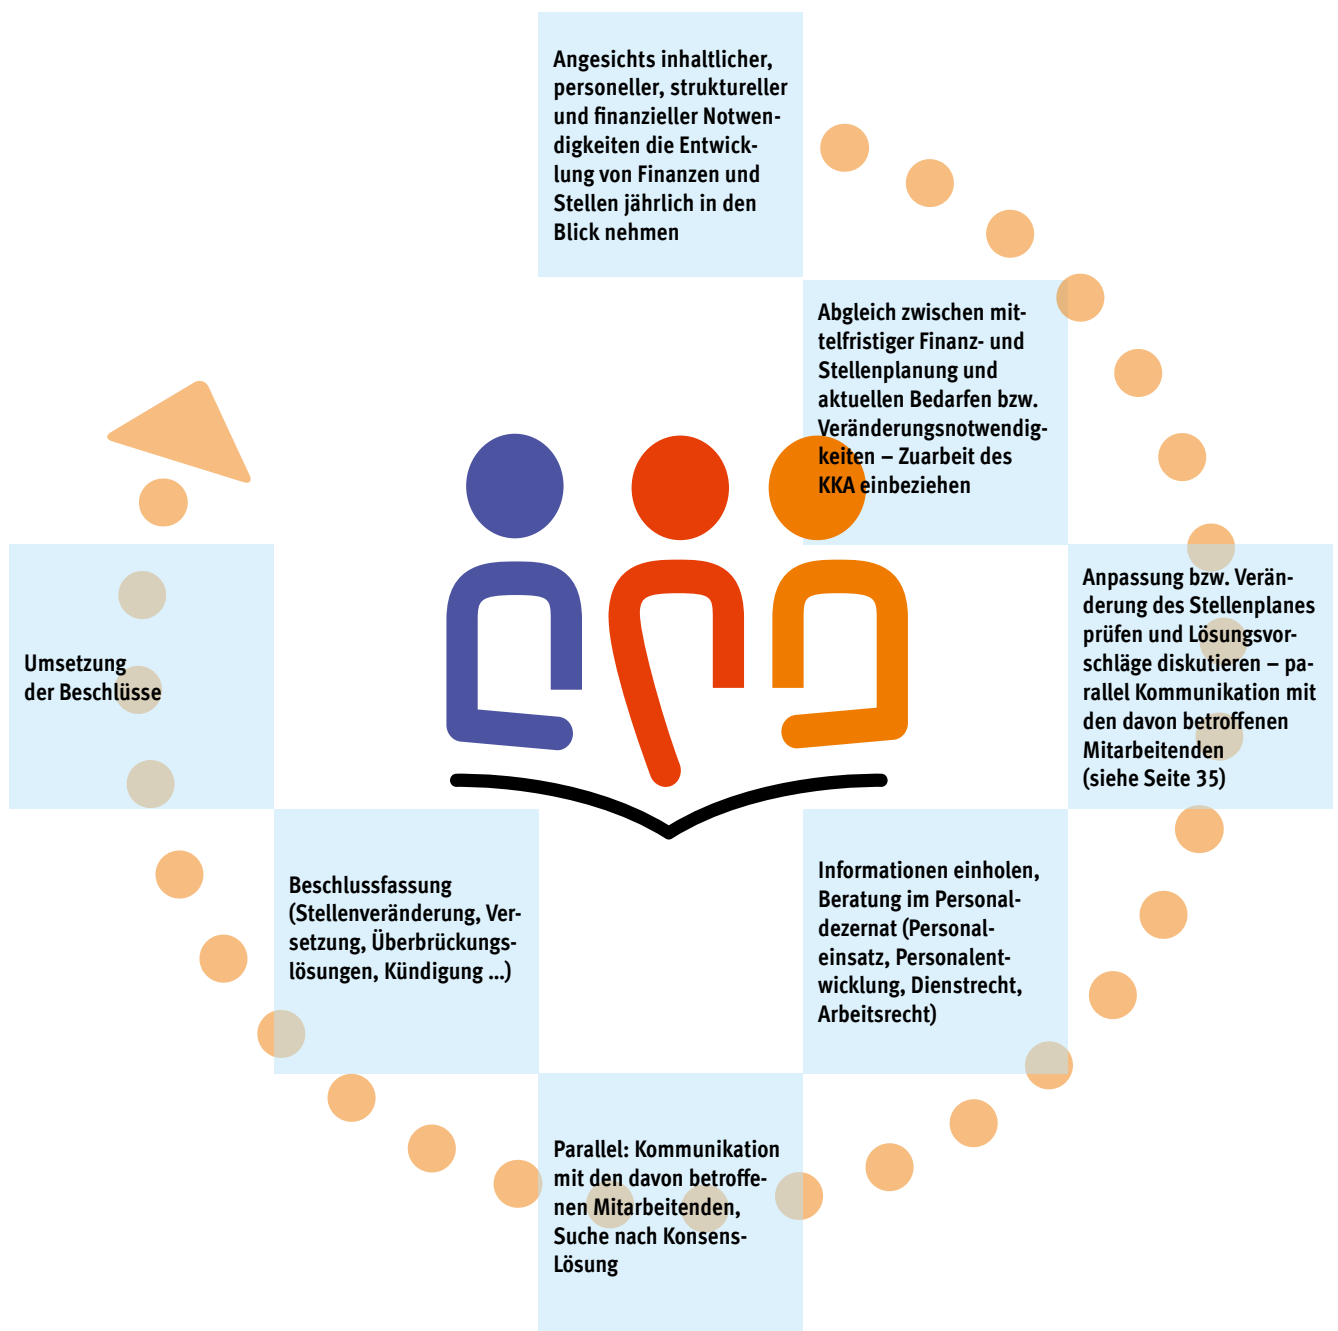 Angesichts inhaltlicher,
personeller, struktureller
und finanzieller Notwen-
digkeiten die Entwick-
lung von Finanzen und
Stellen jährlich in den
Blick nehmen
Abgleich zwischen mit-
telfristiger Finanz- und
Stellenplanung und
aktuellen Bedarfen bzw.
Veränderungsnotwendig-
keiten – Zuarbeit des
KKA einbeziehen
Anpassung bzw. Verän-
derung des Stellenplanes
prüfen und Lösungsvor-
schläge diskutieren – pa-
rallel Kommunikation mit
den davon betroffenen
Mitarbeitenden
(siehe Seite 35)
Informationen einholen,
Beratung im Personal-
dezernat (Personal-
einsatz, Personalent-
wicklung, Dienstrecht,
Arbeitsrecht)
Parallel: Kommunikation
mit den davon betroffe-
nen Mitarbeitenden,
Suche nach Konsens-
Lösung
Beschlussfassung
(Stellenveränderung, Ver-
setzung, Überbrückungs-
lösungen, Kündigung ...)
Umsetzung
der Beschlüsse